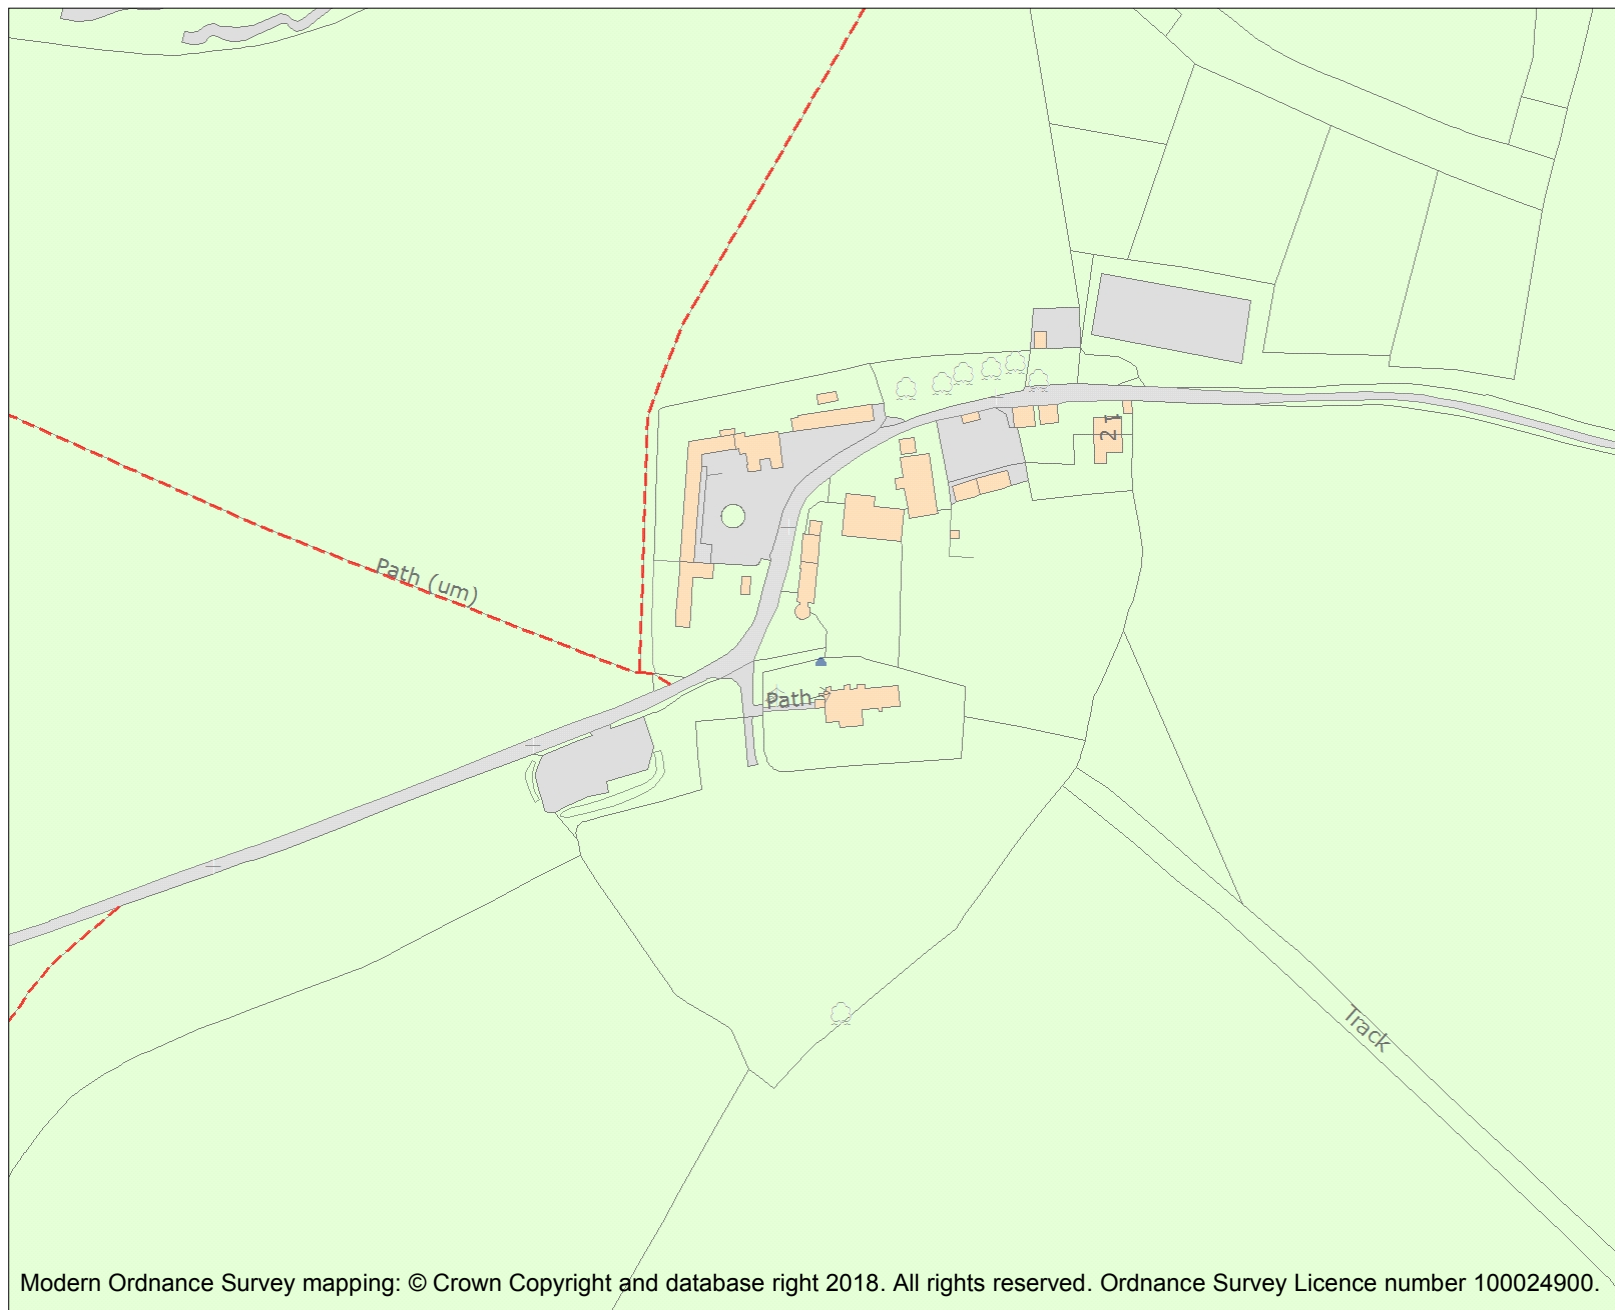 1
2
Path (um)
Path
Track
Modern Ordnance Survey mapping: © Crown Copyright and database right 2018. All rights reserved. Ordnance Survey Licence number 100024900.